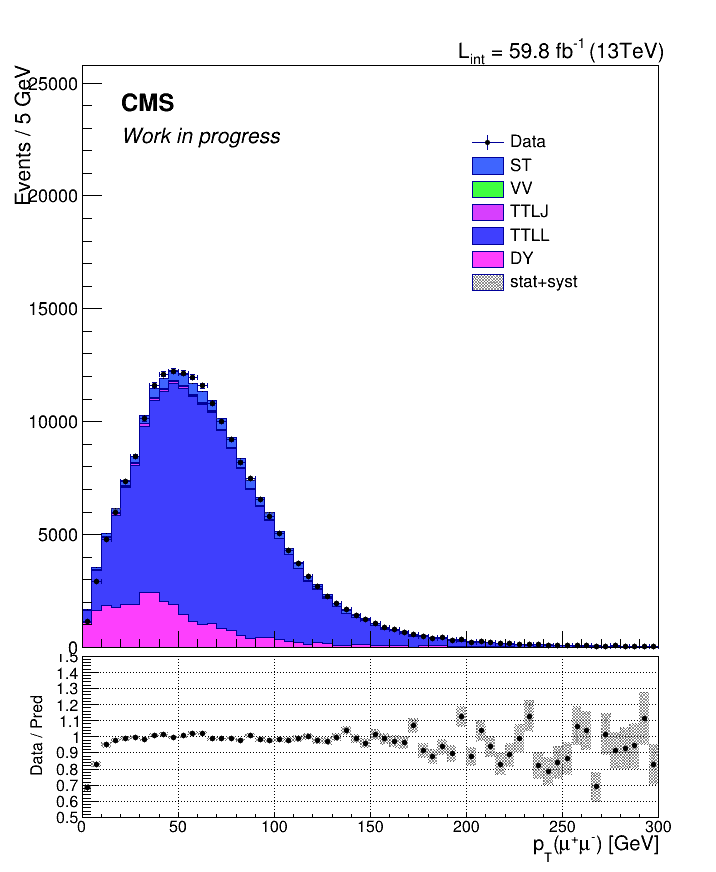 L_int = 59.8 fb^-1 (13TeV)
Events / 5 GeV
25000
20000
15000
10000
5000
0
CMS
Work in progress
Data
ST
VV
TTLJ
TTLL
DY
stat+syst
Data / Pred
1.5
1.4
1.3
1.2
1.1
1
0.9
0.8
0.7
0.6
0.5
0 50 100 150 200 250 300
p_T(μ⁺μ⁻) [GeV]